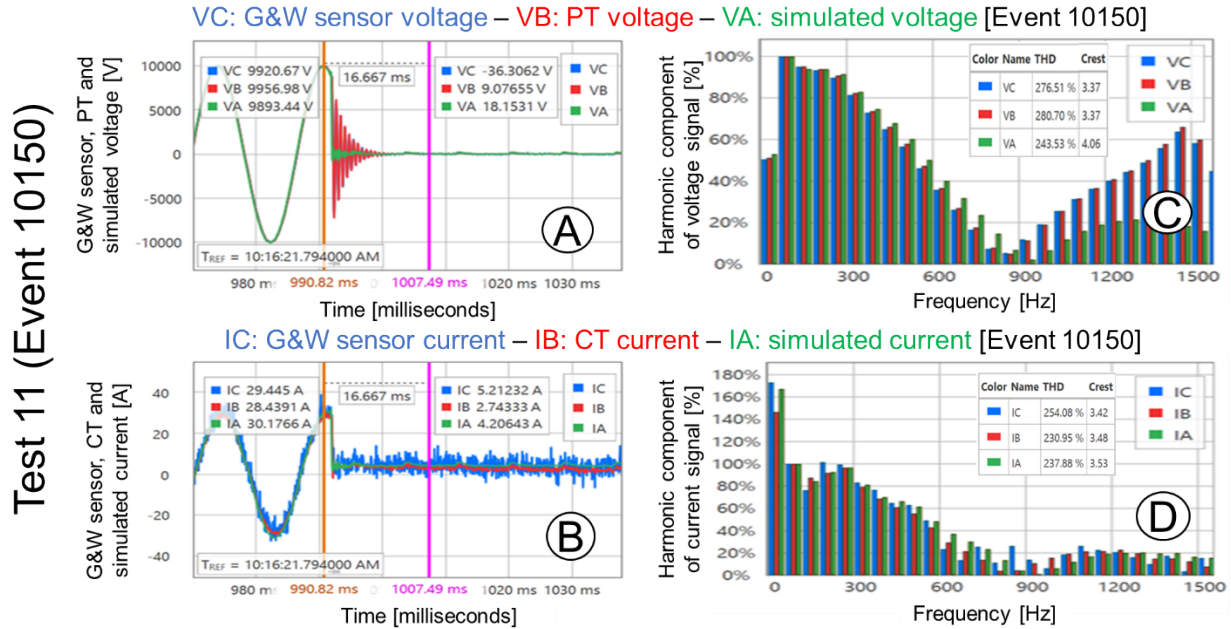 VC: G&W sensor voltage – VB: PT voltage – VA: simulated voltage [Event 10150]
Test 11 (Event 10150)
G&W sensor, PT and
simulated voltage [V]
10000
5000
0
-5000
-10000
VC 9920.67 V
VB 9956.98 V
VA 9893.44 V
16.667 ms
VC -36.3062 V
VB 9.07655 V
VA 18.1531 V
VC
VB
VA
A
TREF = 10:16:21.794000 AM
980 ms
990.82 ms
1007.49 ms
1020 ms
1030 ms
Time [milliseconds]
Harmonic component
of voltage signal [%]
100%
80%
60%
40%
20%
0%
Color Name THD Crest
VC 276.51 % 3.37
VB 280.70 % 3.37
VA 243.53 % 4.06
VC
VB
VA
C
0 300 600 900 1200 1500
Frequency [Hz]
IC: G&W sensor current – IB: CT current – IA: simulated current [Event 10150]
G&W sensor, CT and
simulated current [A]
40
20
0
-20
-40
IC 29.445 A
IB 28.4391 A
IA 30.1766 A
16.667 ms
IC 5.21232 A
IB 2.74333 A
IA 4.20643 A
IC
IB
IA
B
TREF = 10:16:21.794000 AM
980 ms
990.82 ms
1007.49 ms
1020 ms
1030 ms
Time [milliseconds]
Harmonic component
of current signal [%]
180%
160%
140%
120%
100%
80%
60%
40%
20%
0%
Color Name THD Crest
IC 254.08 % 3.42
IB 230.95 % 3.48
IA 237.88 % 3.53
IC
IB
IA
D
0 300 600 900 1200 1500
Frequency [Hz]